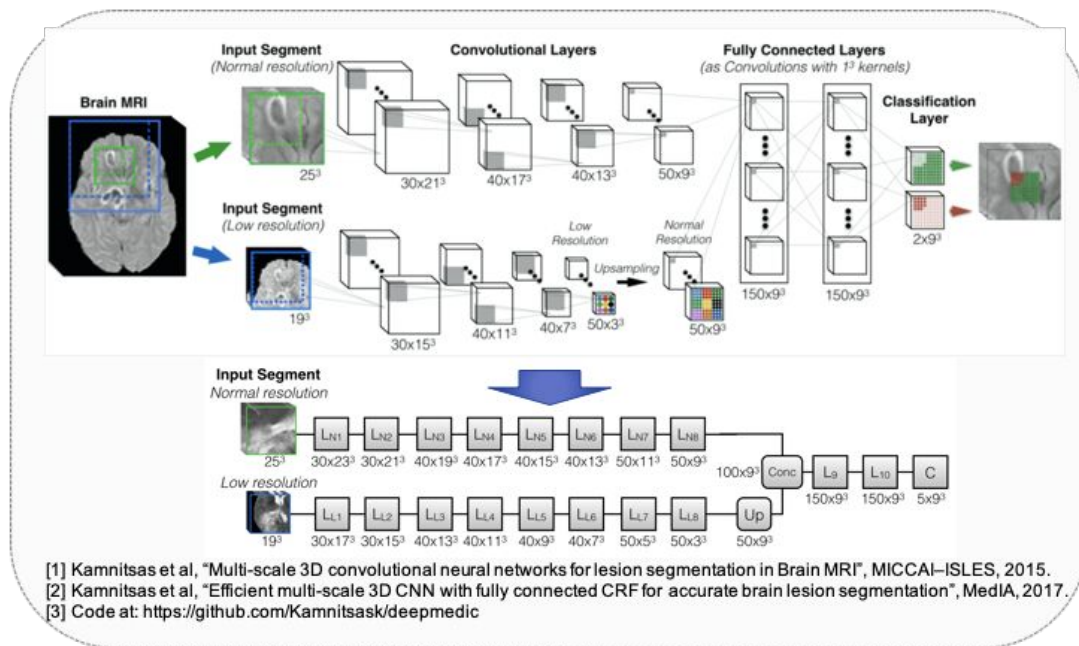 Input Segment
(Normal resolution)
Convolutional Layers
Fully Connected Layers
(as Convolutions with 1³ kernels)
Brain MRI
Classification
Layer
25³
30x21³
40x17³
40x13³
50x9³
Input Segment
(Low resolution)
Low
Resolution
Normal
Resolution
Upsampling
2x9³
19³
30x15³
40x11³
40x7³
50x3³
50x9³
150x9³
150x9³
Input Segment
Normal resolution
L_N1 L_N2 L_N3 L_N4 L_N5 L_N6 L_N7 L_N8
25³ 30x23³ 30x21³ 40x19³ 40x17³ 40x15³ 40x13³ 50x11³ 50x9³
100x9³ Conc L_9 L_10 C
150x9³ 150x9³ 5x9³
Low resolution
L_L1 L_L2 L_L3 L_L4 L_L5 L_L6 L_L7 L_L8 Up
19³ 30x17³ 30x15³ 40x13³ 40x11³ 40x9³ 40x7³ 50x5³ 50x3³ 50x9³
[1] Kamnitsas et al, “Multi-scale 3D convolutional neural networks for lesion segmentation in Brain MRI”, MICCAI–ISLES, 2015.
[2] Kamnitsas et al, “Efficient multi-scale 3D CNN with fully connected CRF for accurate brain lesion segmentation”, MedIA, 2017.
[3] Code at: https://github.com/Kamnitsask/deepmedic